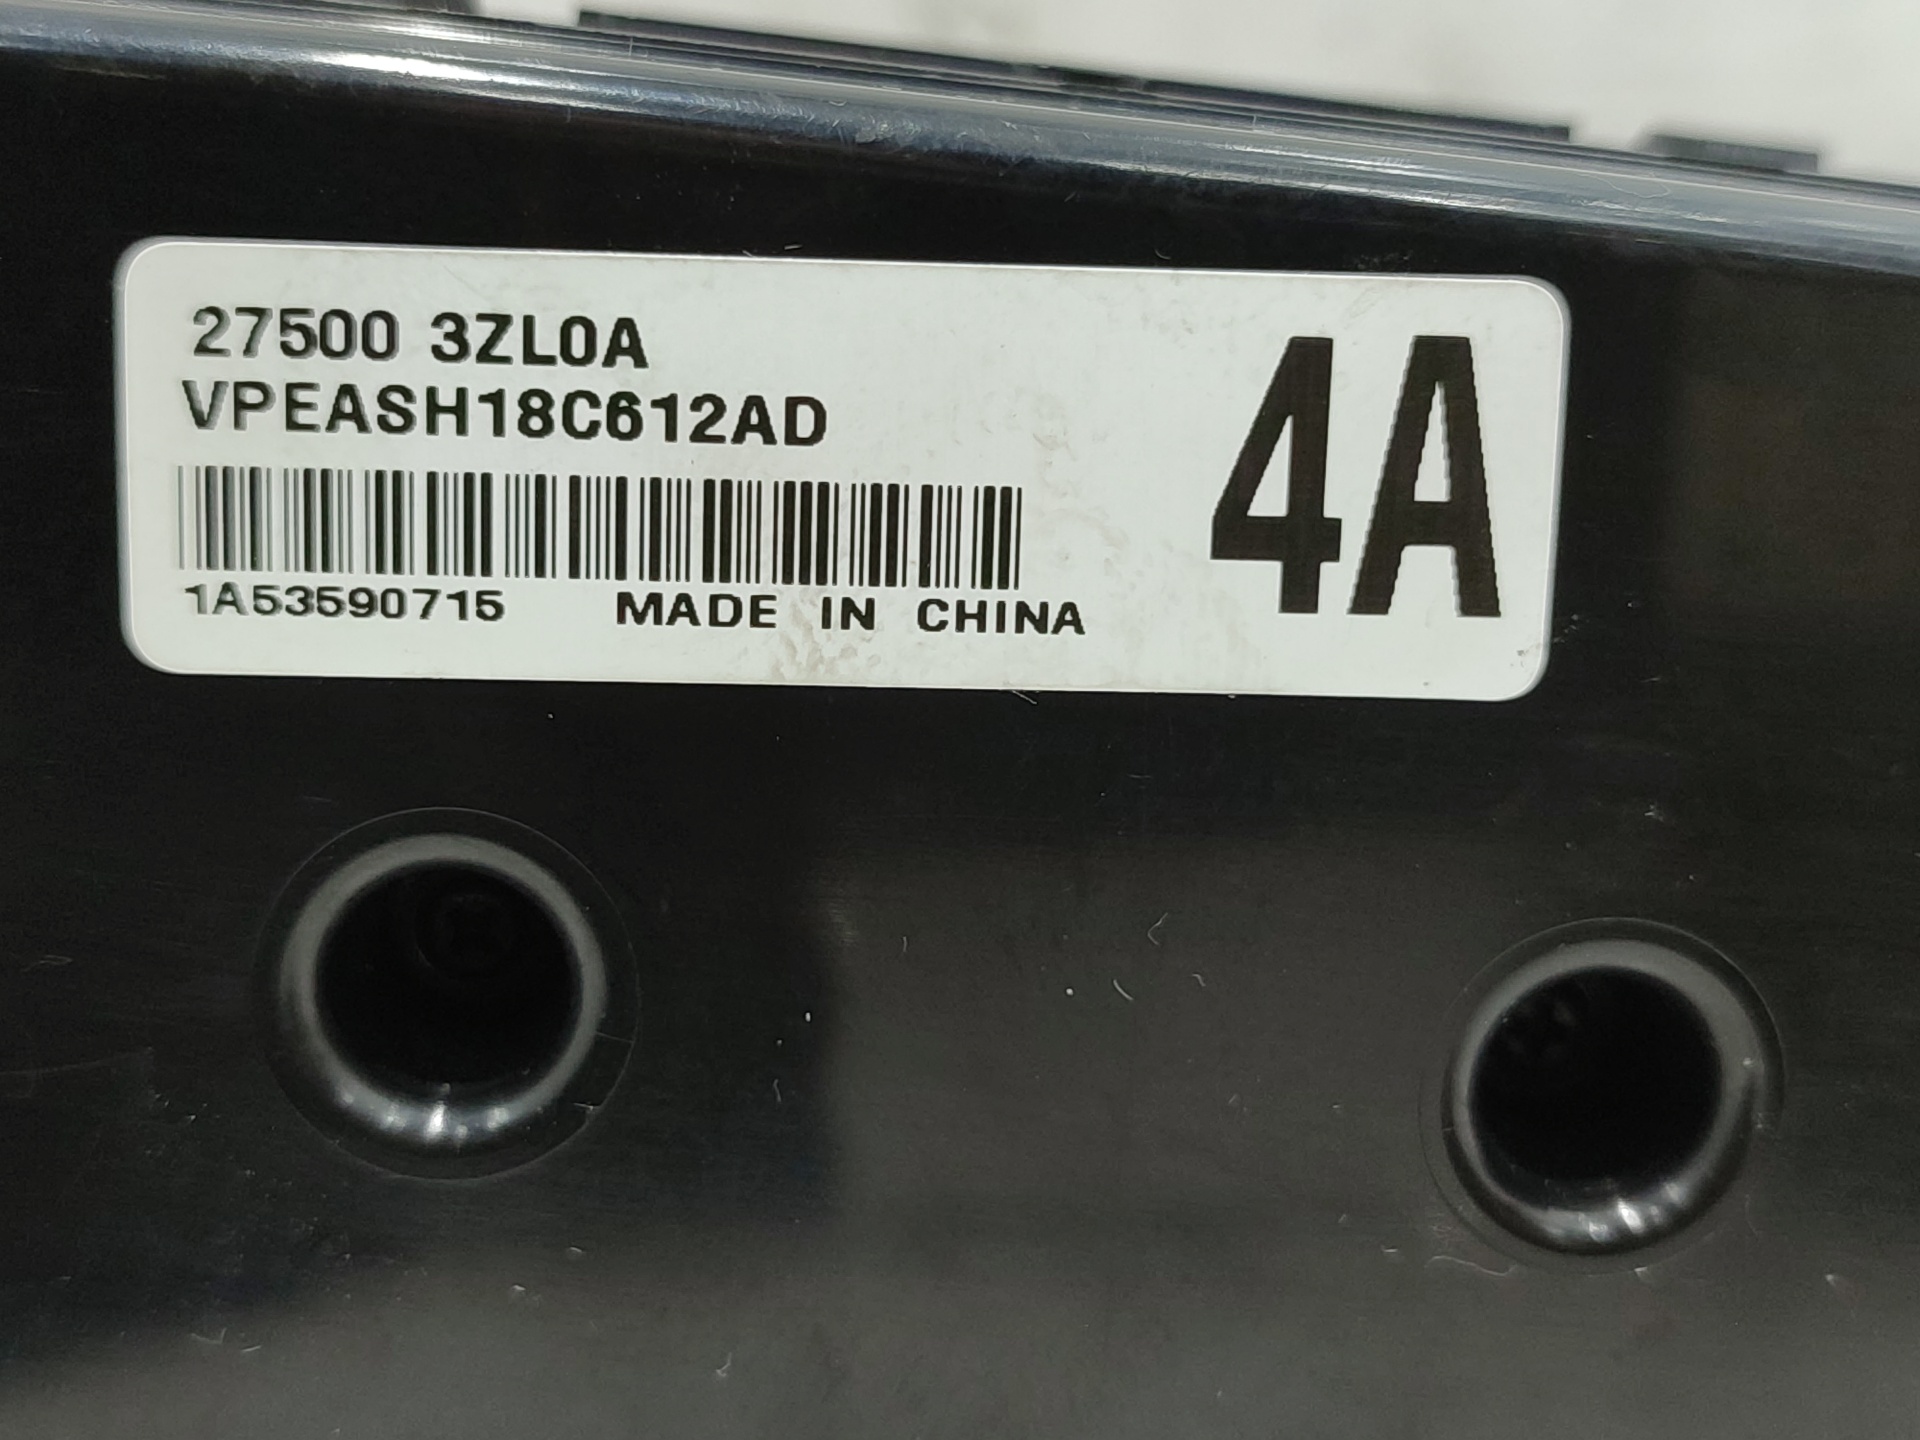 27500 3ZL0A
VPEASH18C612AD
4A
1A53590715 MADE IN CHINA